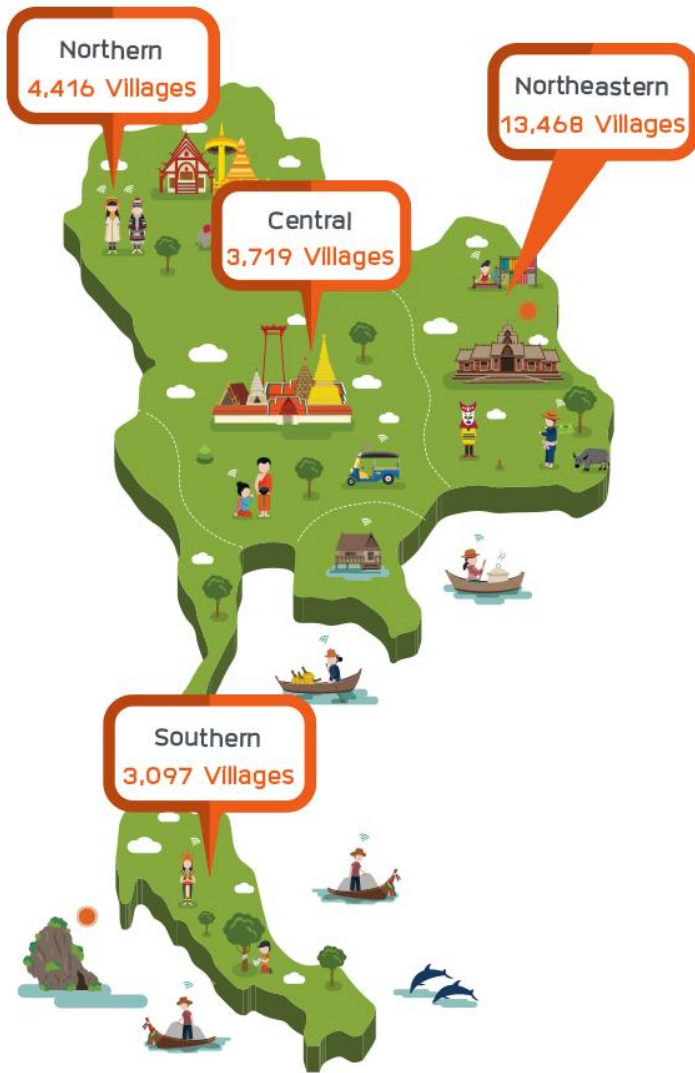 Northern
4,416 Villages
Northeastern
13,468 Villages
Central
3,719 Villages
Southern
3,097 Villages